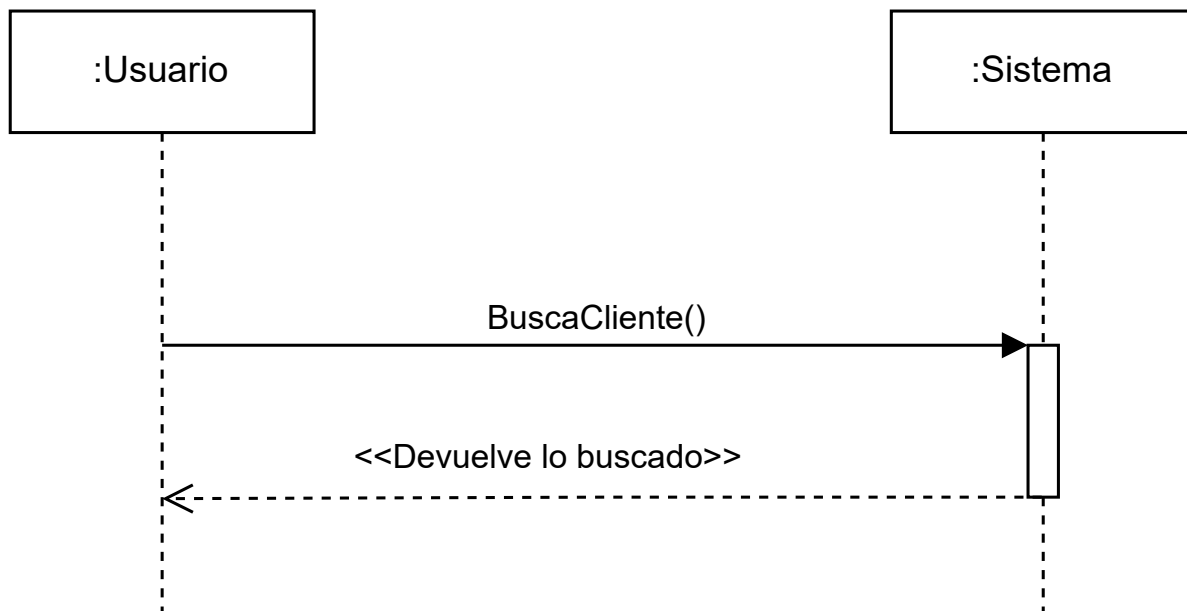 :Usuario
:Sistema
BuscaCliente()
<<Devuelve lo buscado>>